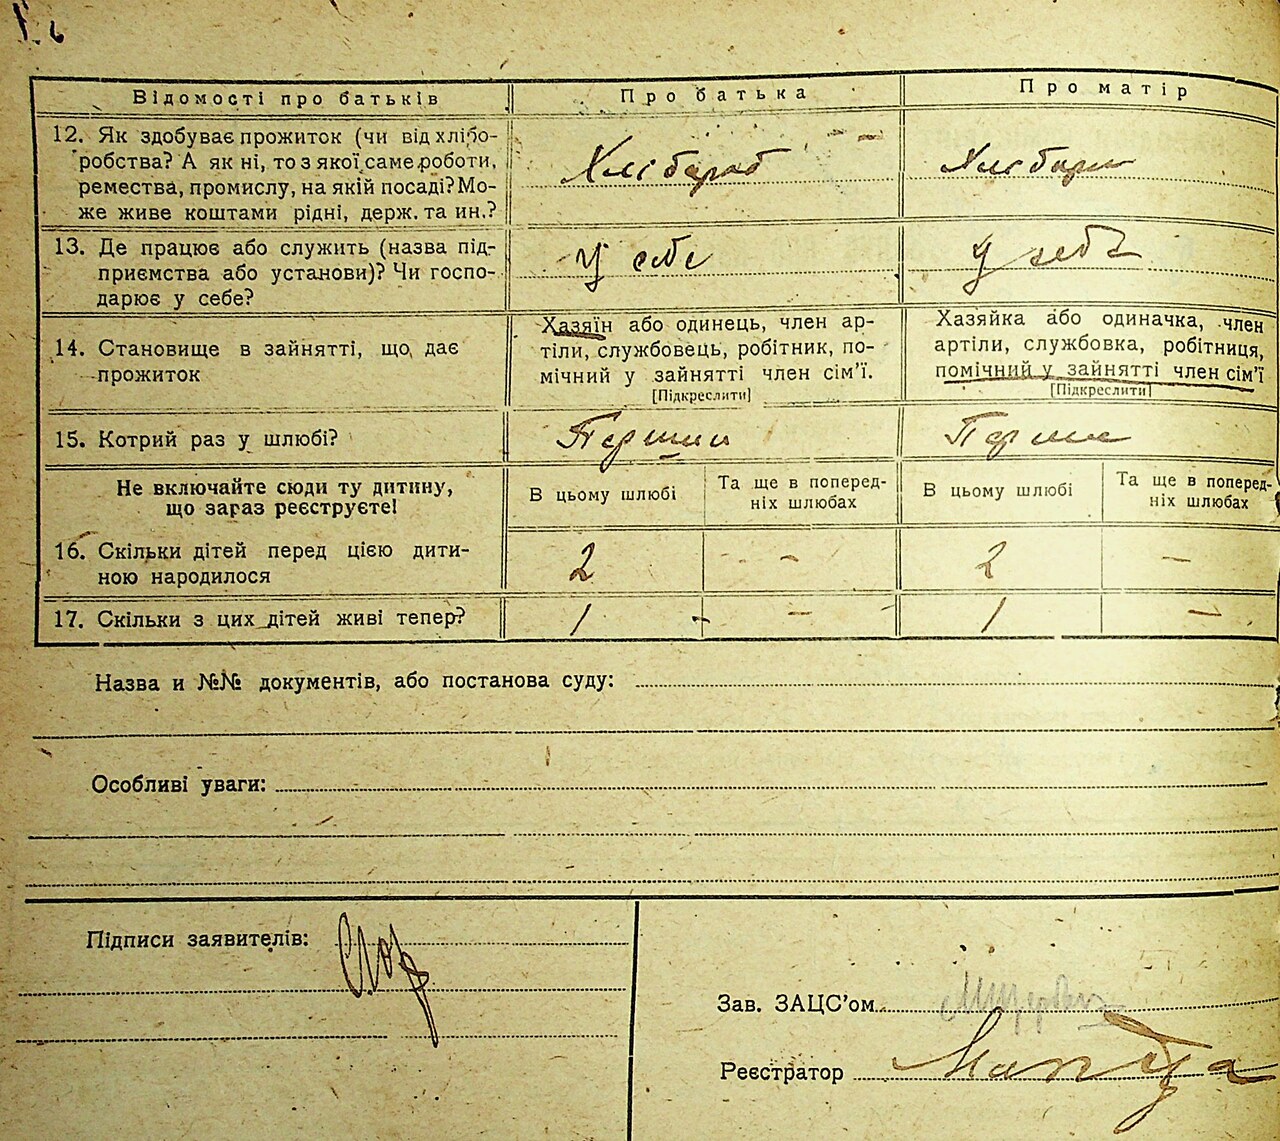 Відомості про батьків
Про батька
Про матір
12. Як здобуває прожиток (чи від хлібо-
робства? А як ні, то з якої саме роботи,
ремества, промислу, на якій посаді? Мо-
же живе коштами рідні, держ. та ин.?
Хлібороб
13. Де працює або служить (назва під-
приємства або установи)? Чи госпо-
дарює у себе?
У себе
У себе
14. Становище в зайнятті, що дає
прожиток
Хазяїн або одинець, член ар-
тіли, службовець, робітник, по-
мічний у зайнятті член сім’ї.
[Підкреслити]
Хазяйка або одиначка, член
артіли, службовка, робітниця,
помічний у зайнятті член сім’ї
[Підкреслити]
15. Котрий раз у шлюбі?
Не включайте сюди ту дитину,
що зараз реєструєте!
В цьому шлюбі
Та ще в поперед-
ніх шлюбах
В цьому шлюбі
Та ще в поперед-
ніх шлюбах
16. Скільки дітей перед цією дити-
ною народилося
2
-
2
-
17. Скільки з цих дітей живі тепер?
1
-
1
-
Назва и №№ документів, або постанова суду:
Особливі уваги:
Підписи заявителів:
Зав. ЗАЦС’ом
Реєстратор